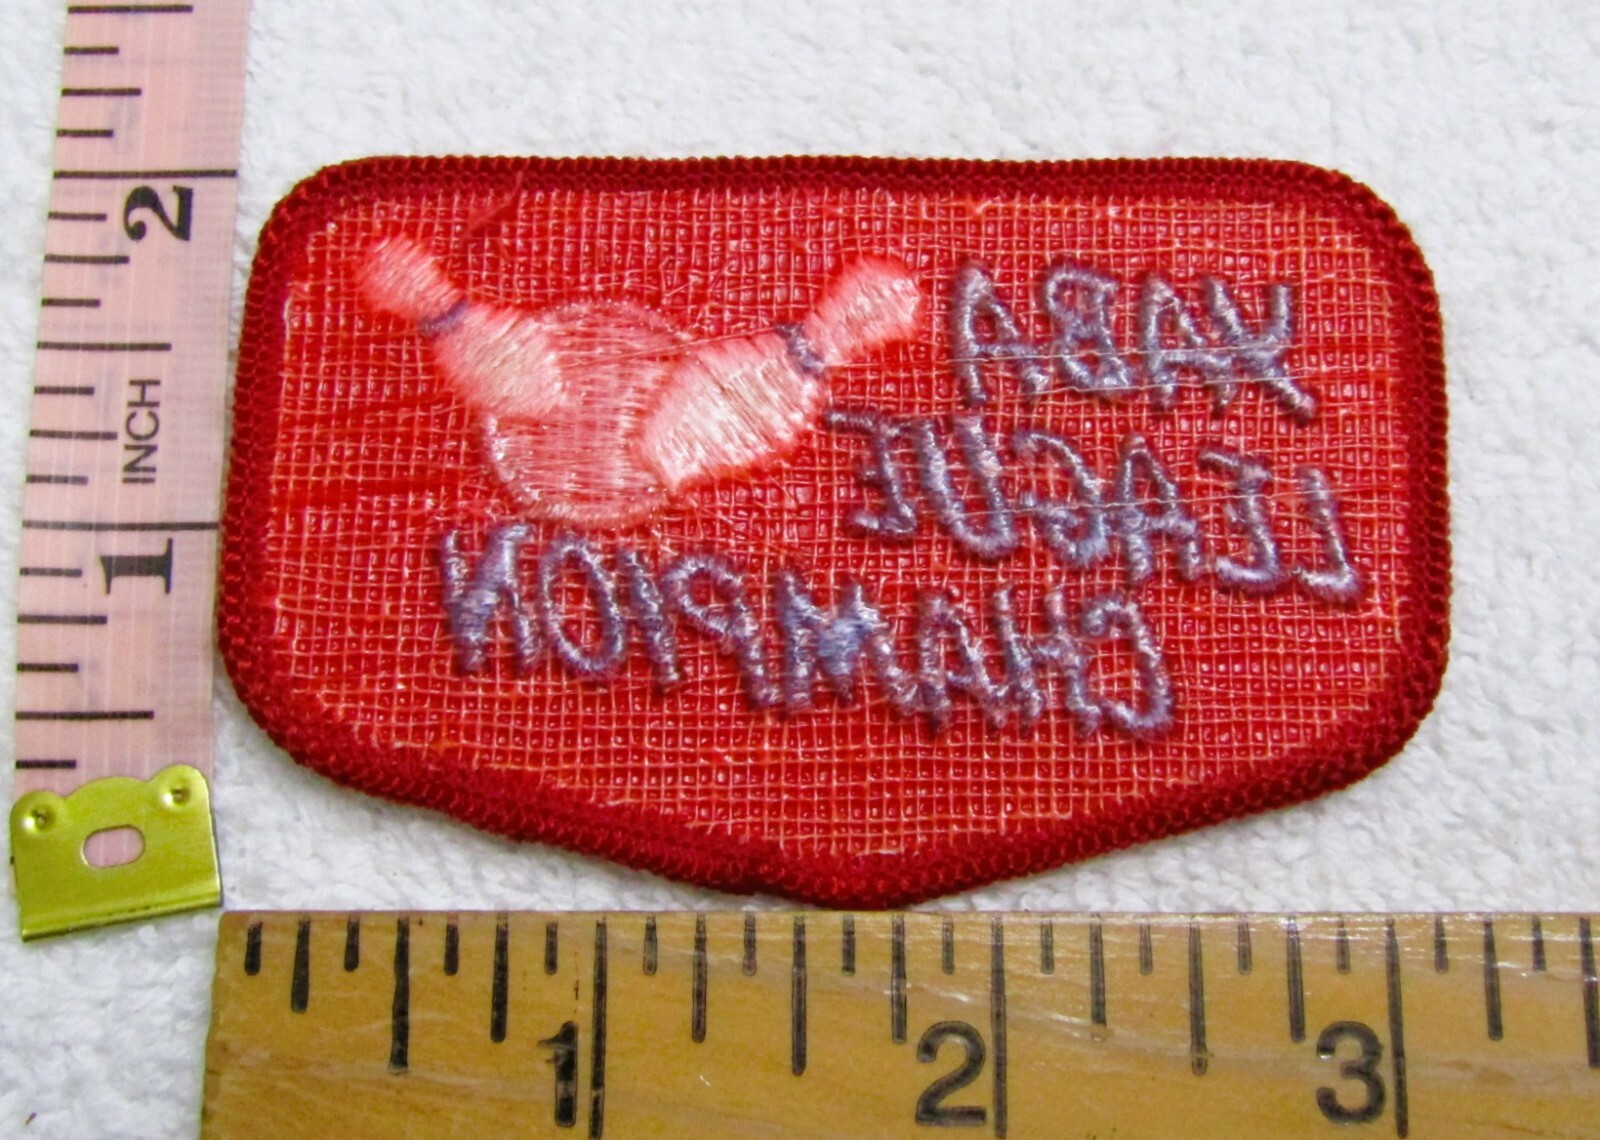 YABA
LEAGUE
CHAMPION
2
INCH
1
1 2 3